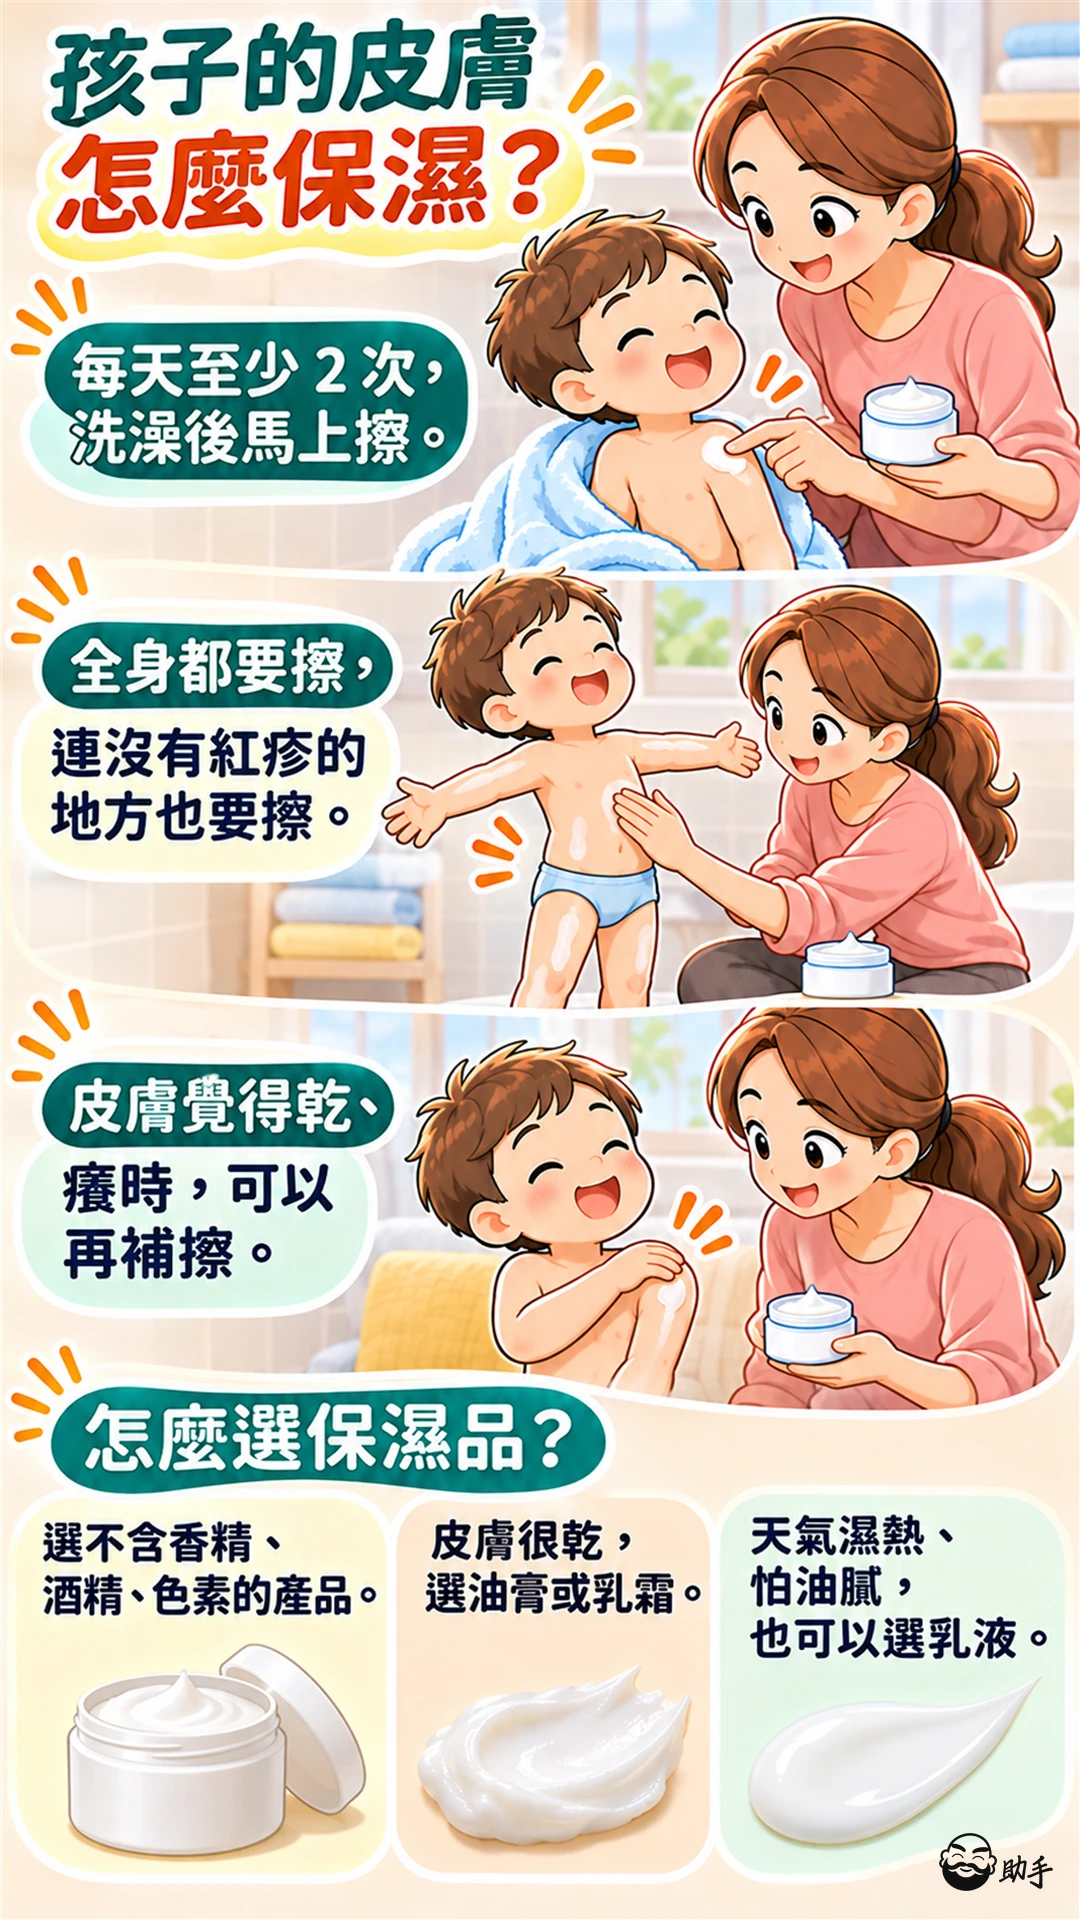 孩子的皮膚
怎麼保濕？
每天至少 2 次，
洗澡後馬上擦。
全身都要擦，
連沒有紅疹的
地方也要擦。
皮膚覺得乾、
癢時，可以
再補擦。
怎麼選保濕品？
選不含香精、
酒精、色素的產品。
皮膚很乾，
選油膏或乳霜。
天氣濕熱、
怕油膩，
也可以選乳液。
助手